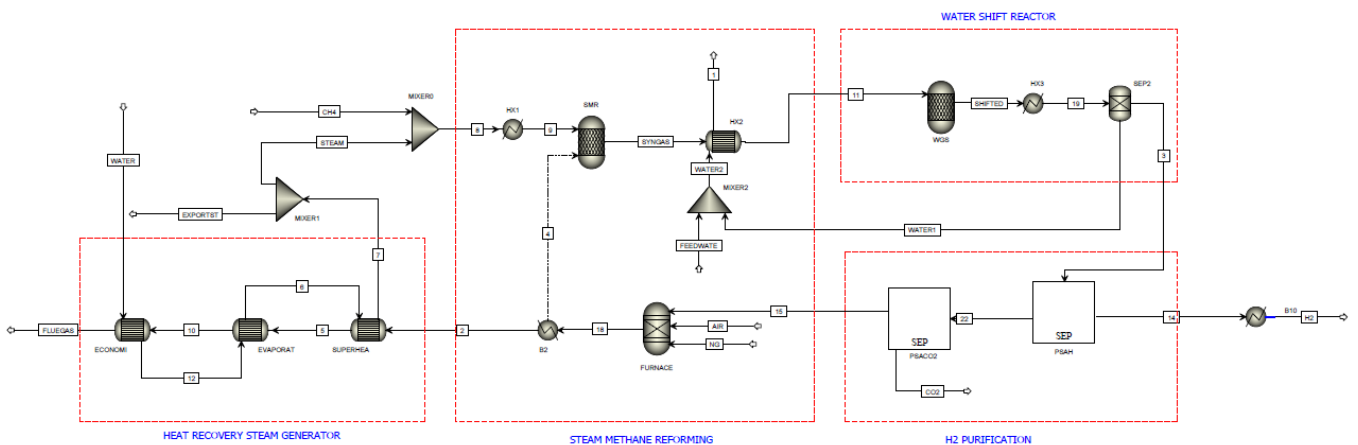 WATER SHIFT REACTOR
MIXER0
CH4
STEAM
8
HX1
9
SMR
SYNGAS
1
HX2
11
WGS
SHIFTED
HX3
19
SEP2
3
WATER
EXPORTST
MIXER1
7
4
WATER2
MIXER2
FEEDWATE
WATER1
6
FLUEGAS
ECONOMI
10
12
EVAPORAT
5
SUPERHEA
2
B2
18
FURNACE
15
AIR
NG
SEP
PSACO2
CO2
22
SEP
PSAH
14
B10
H2
HEAT RECOVERY STEAM GENERATOR
STEAM METHANE REFORMING
H2 PURIFICATION